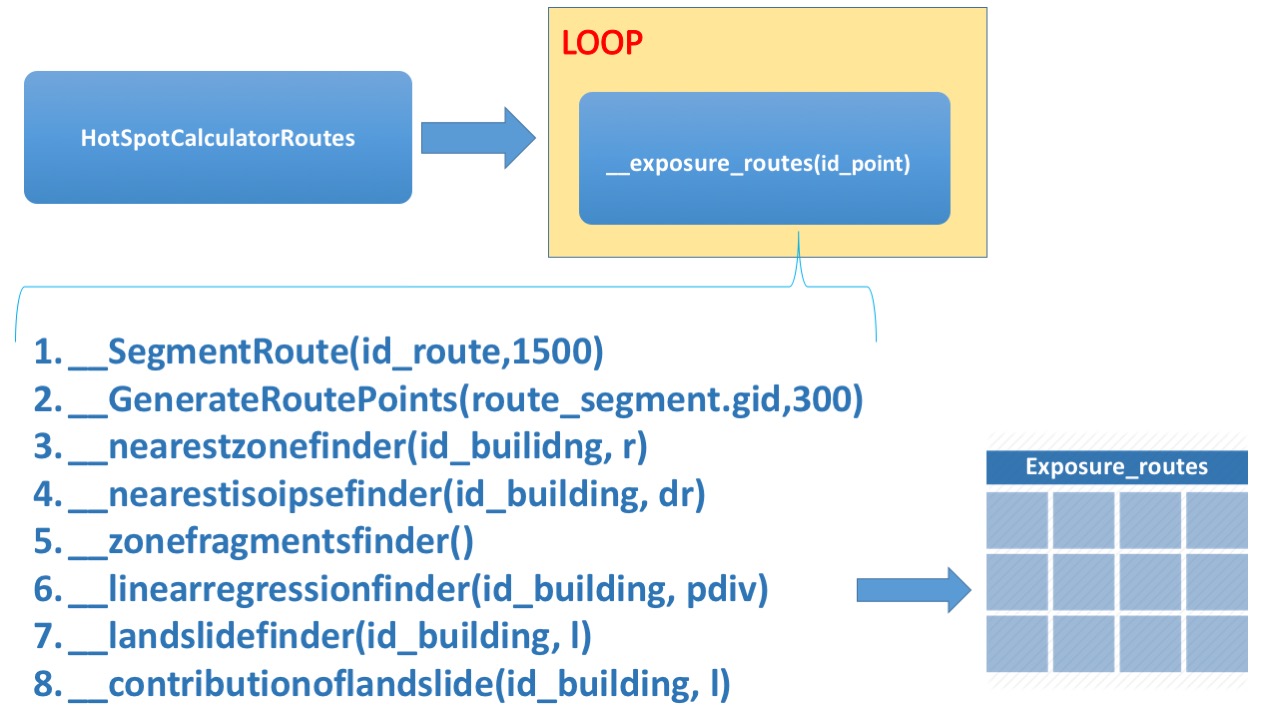 LOOP
HotSpotCalculatorRoutes
__exposure_routes(id_point)
1. __SegmentRoute(id_route,1500)
2. __GenerateRoutePoints(route_segment.gid,300)
3. __nearestzonefinder(id_builidng, r)
4. __nearestisoipsefinder(id_building, dr)
5. __zonefragmentsfinder()
6. __linearregressionfinder(id_building, pdiv)
7. __landslidefinder(id_building, l)
8. __contributionoflandslide(id_building, l)
Exposure_routes